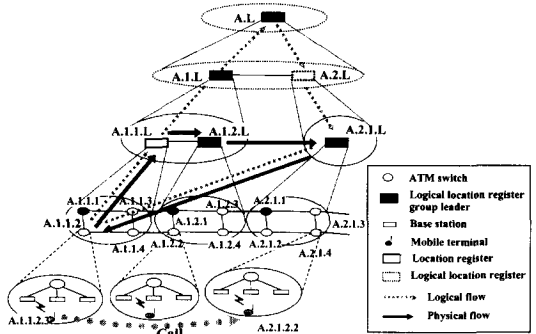 A.L
A.1.L
A.2.L
A.1.1.L
A.1.2.L
A.2.1.L
A.1.1.1
A.1.1.3
A.1.2.3
A.2.1.1
A.1.1.2
A.1.2.1
A.2.1.3
A.1.1.4
A.1.2.2
A.1.2.4
A.2.1.2
A.2.1.4
A.1.1.2.3
Call
A.2.1.2.2
ATM switch
Logical location register
group leader
Base station
Mobile terminal
Location register
Logical location register
Logical flow
Physical flow